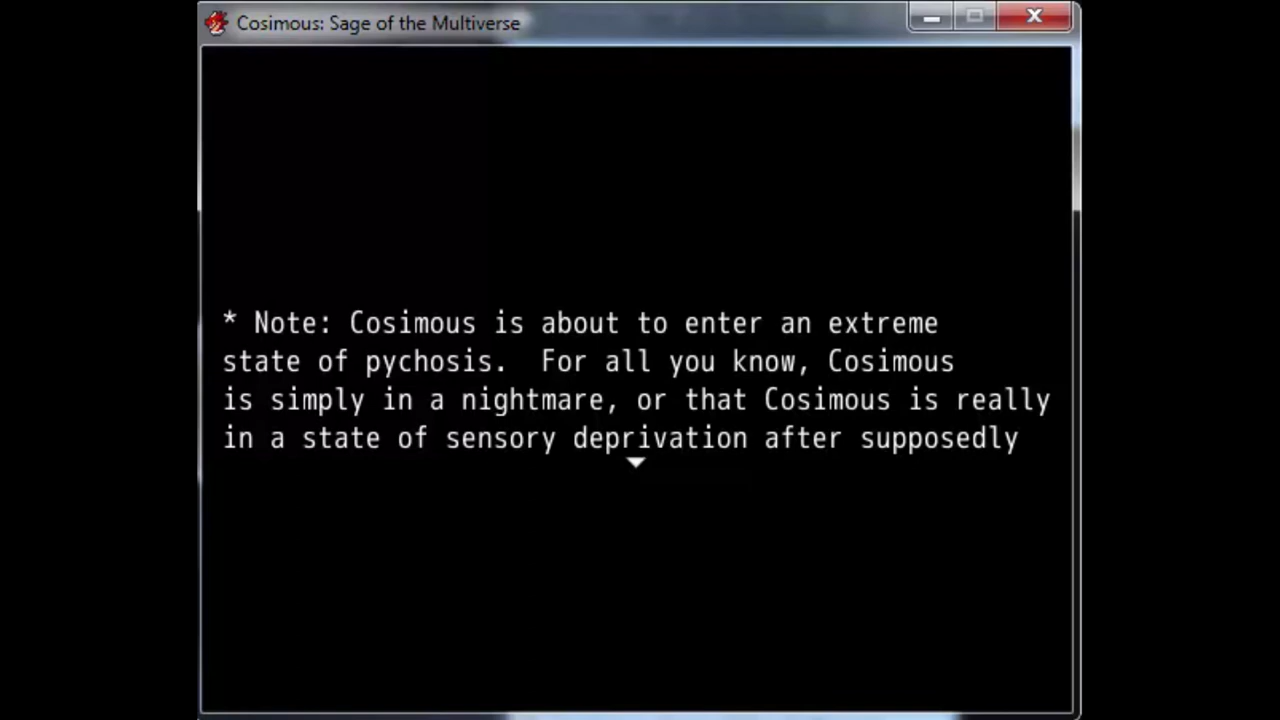 Cosimous: Sage of the Multiverse
* Note: Cosimous is about to enter an extreme
state of pychosis.  For all you know, Cosimous
is simply in a nightmare, or that Cosimous is really
in a state of sensory deprivation after supposedly